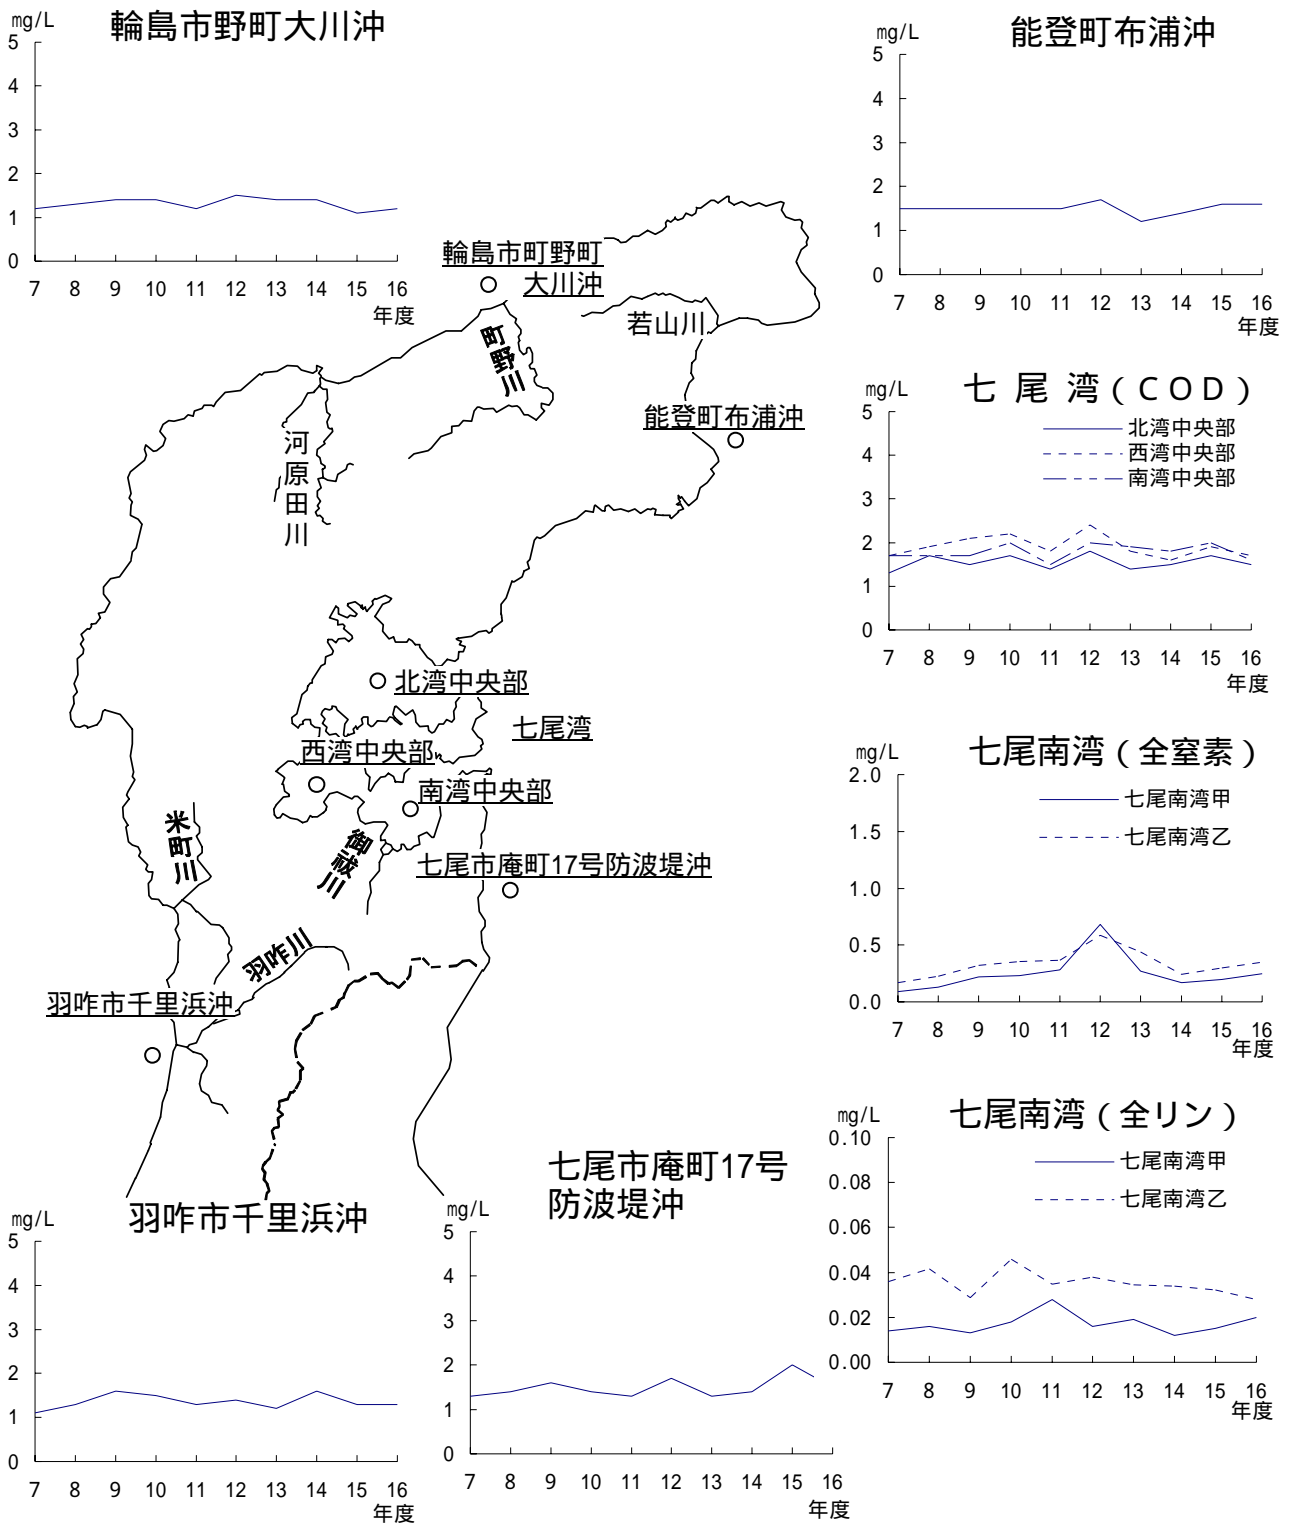 mg/L
輪島市野町大川沖
5
4
3
2
1
0
7 8 9 10 11 12 13 14 15 16
年度
mg/L
能登町布浦沖
5
4
3
2
1
0
7 8 9 10 11 12 13 14 15 16
年度
輪島市町野町
大川沖
若山川
町野川
能登町布浦沖
河原田川
mg/L
七尾湾（ＣＯＤ）
5
4
3
2
1
0
北湾中央部
西湾中央部
南湾中央部
7 8 9 10 11 12 13 14 15 16
年度
北湾中央部
七尾湾
西湾中央部
南湾中央部
米町川
御祓川
七尾市庵町17号防波堤沖
羽咋川
羽咋市千里浜沖
mg/L
七尾南湾（全窒素）
2.0
1.5
1.0
0.5
0.0
七尾南湾甲
七尾南湾乙
7 8 9 10 11 12 13 14 15 16
年度
mg/L
七尾南湾（全リン）
0.10
0.08
0.06
0.04
0.02
0.00
七尾南湾甲
七尾南湾乙
7 8 9 10 11 12 13 14 15 16
年度
mg/L
羽咋市千里浜沖
5
4
3
2
1
0
7 8 9 10 11 12 13 14 15 16
年度
mg/L
七尾市庵町17号
防波堤沖
5
4
3
2
1
0
7 8 9 10 11 12 13 14 15 16
年度